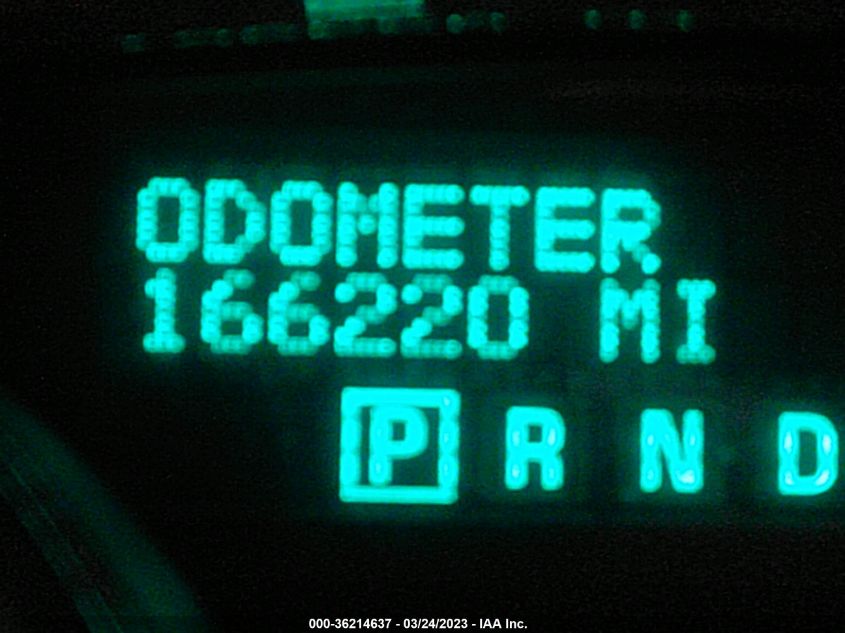 ODOMETER
166220 MI
P R N D
000-36214637 - 03/24/2023 - IAA Inc.